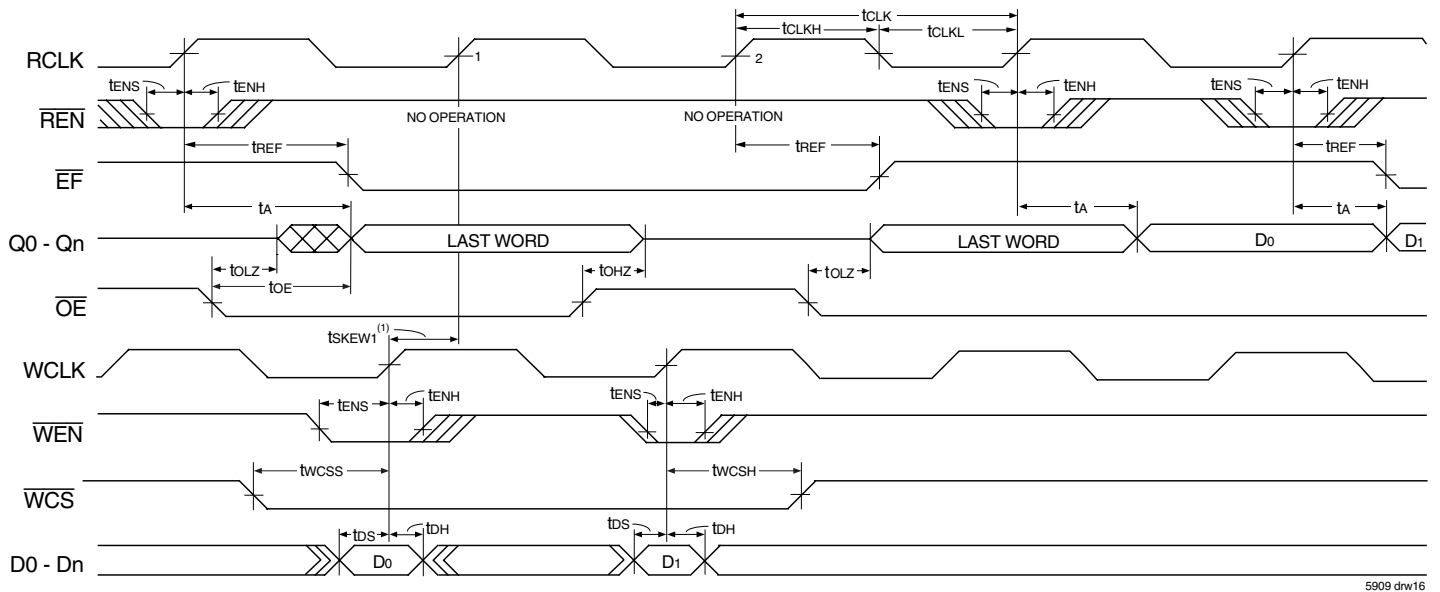 tCLK
tCLKH tCLKL
RCLK 1 2
tENS tENH tENS tENH tENS tENH
REN NO OPERATION NO OPERATION
tREF tREF tREF
EF
tA tA tA
Q0 - Qn LAST WORD LAST WORD D0 D1
tOLZ tOHZ tOLZ
tOE
OE
tSKEW1(1)
WCLK
tENS tENH tENS tENH
WEN
tWCSS tWCSH
WCS
tDS tDH tDS tDH
D0 - Dn D0 D1
5909 drw16